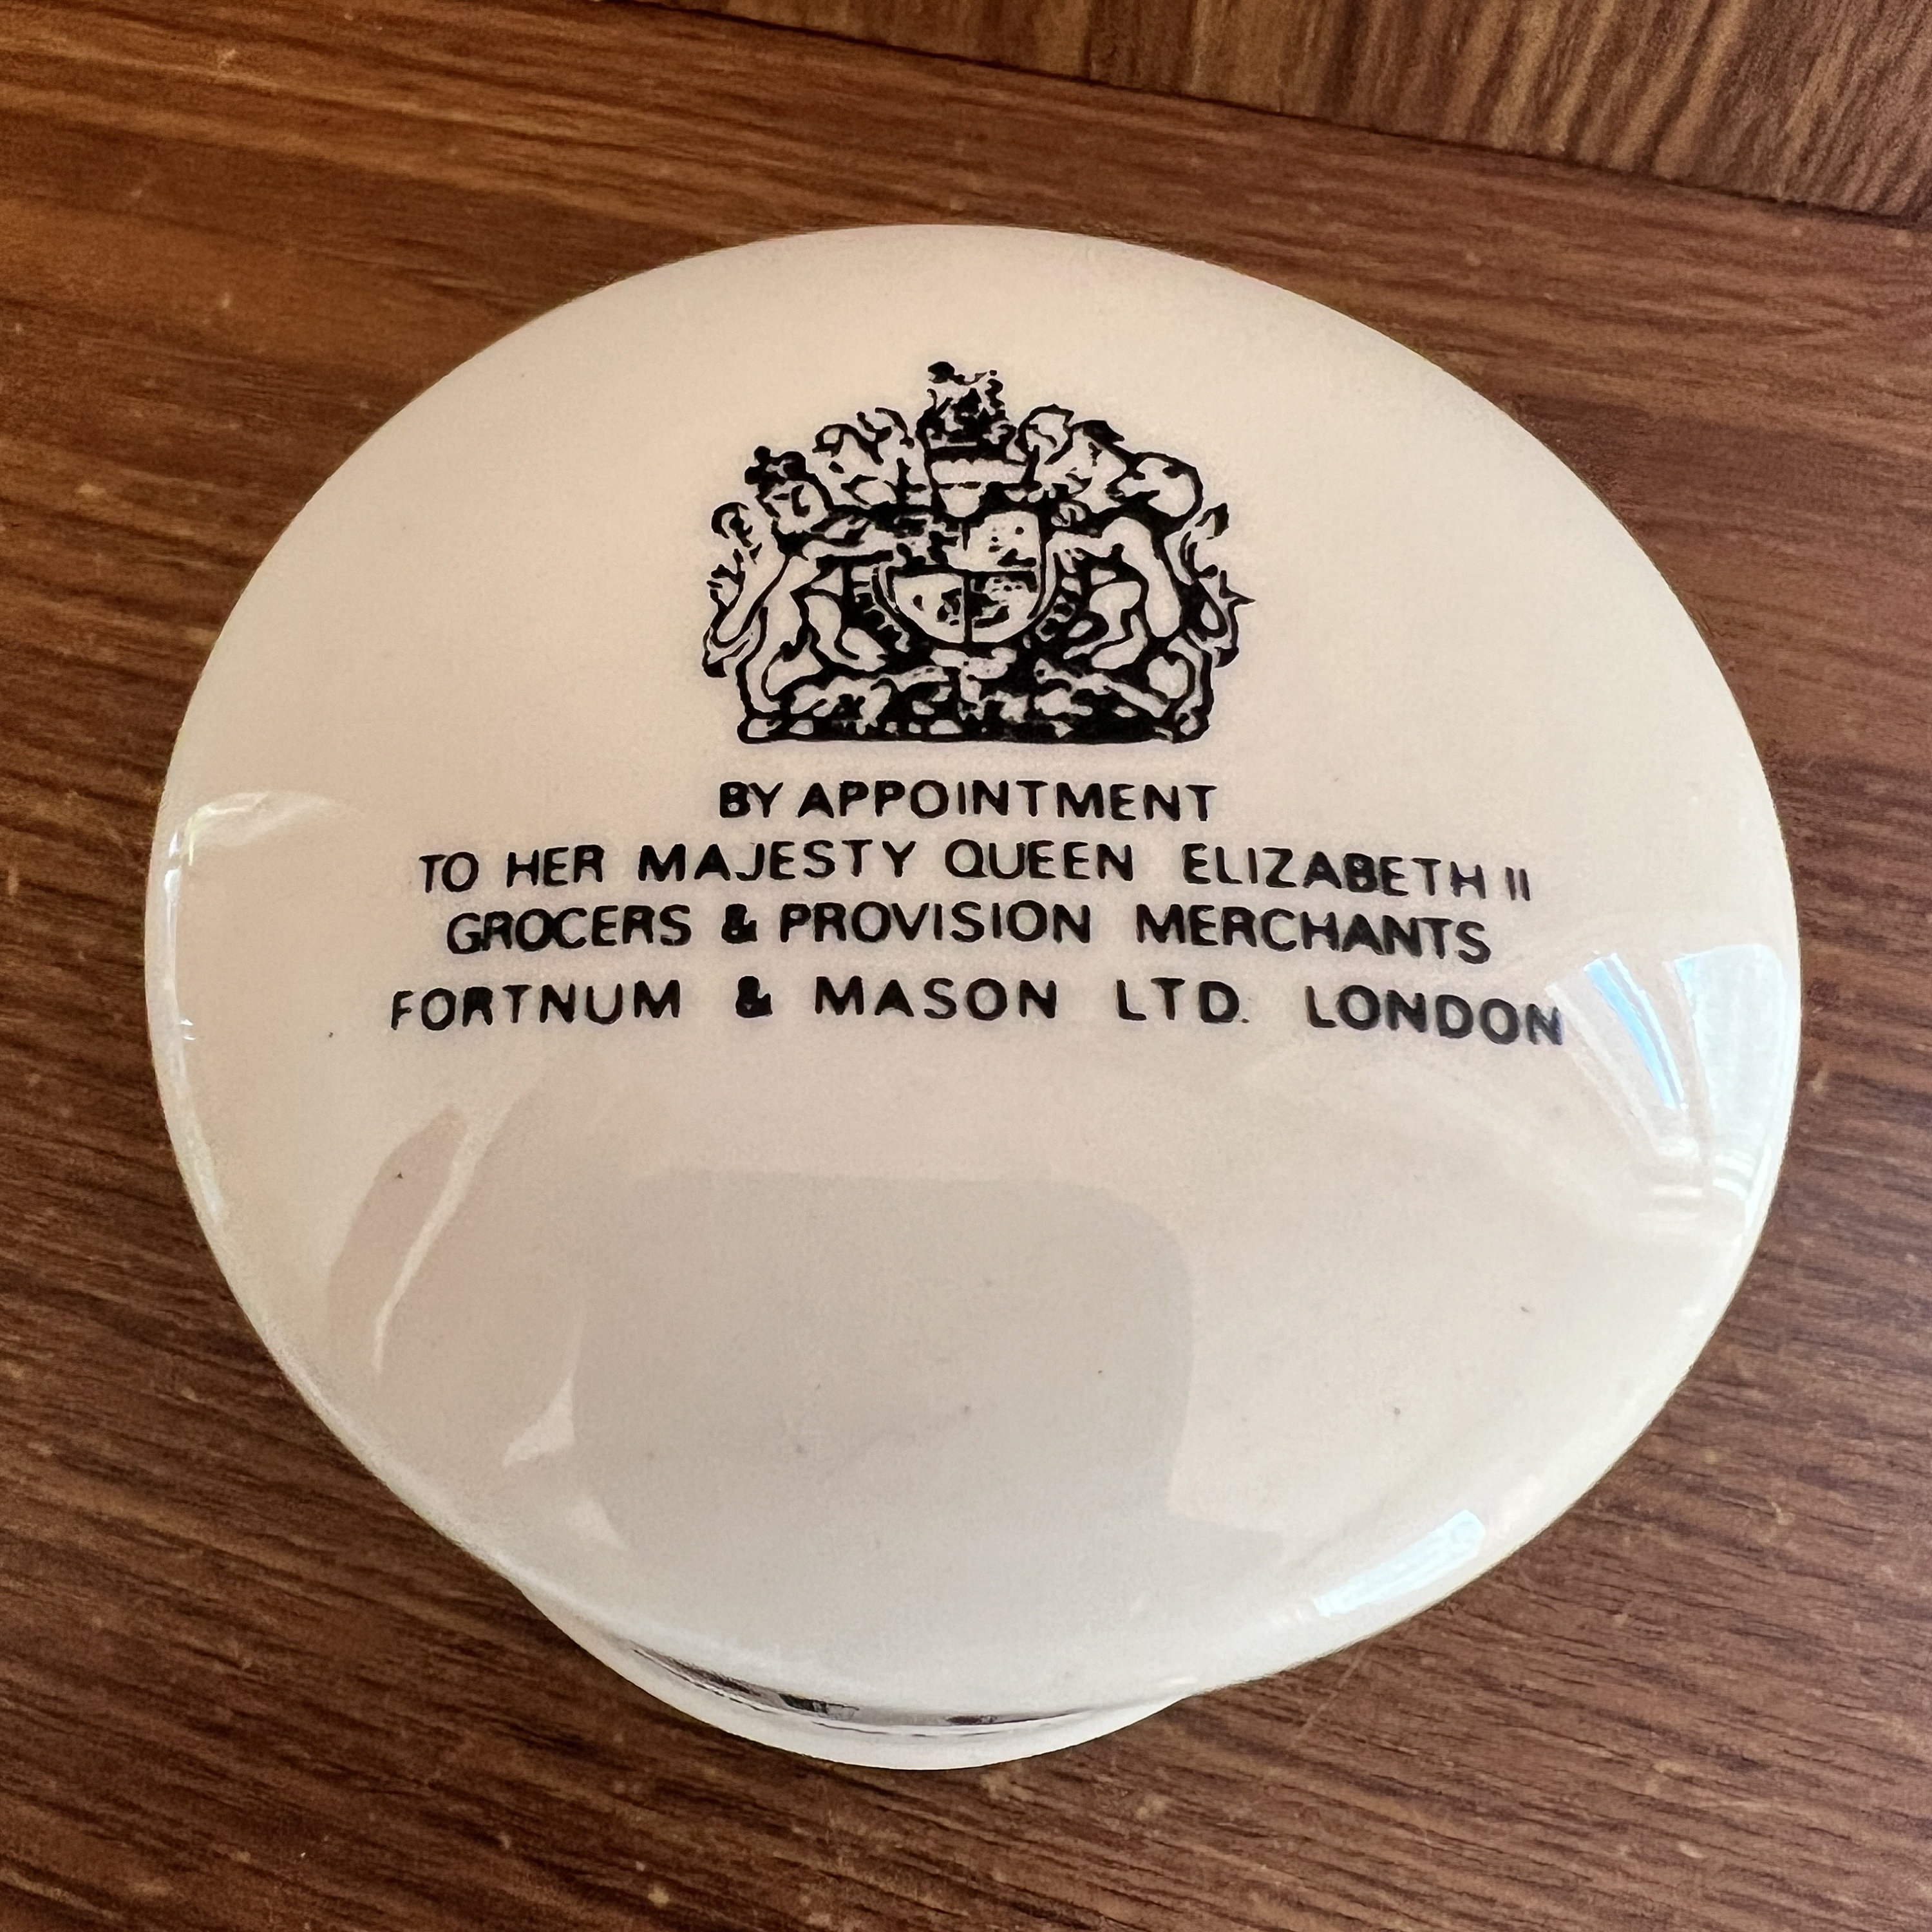 BY APPOINTMENT
TO HER MAJESTY QUEEN ELIZABETH II
GROCERS & PROVISION MERCHANTS
FORTNUM & MASON LTD. LONDON